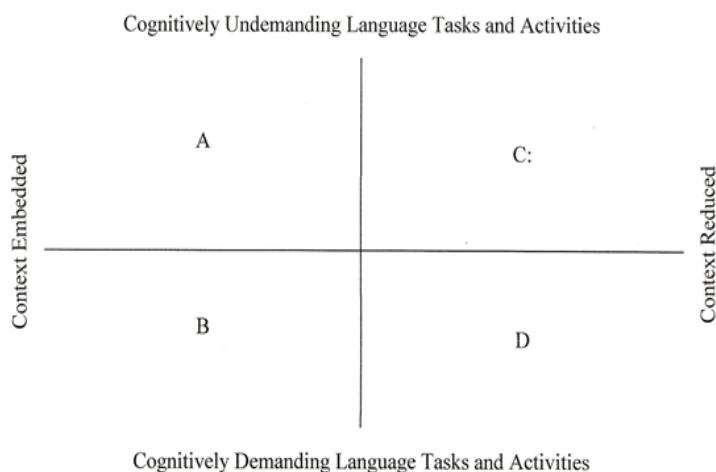 Cognitively Undemanding Language Tasks and Activities
A
C:
Context Embedded
Context Reduced
B
D
Cognitively Demanding Language Tasks and Activities